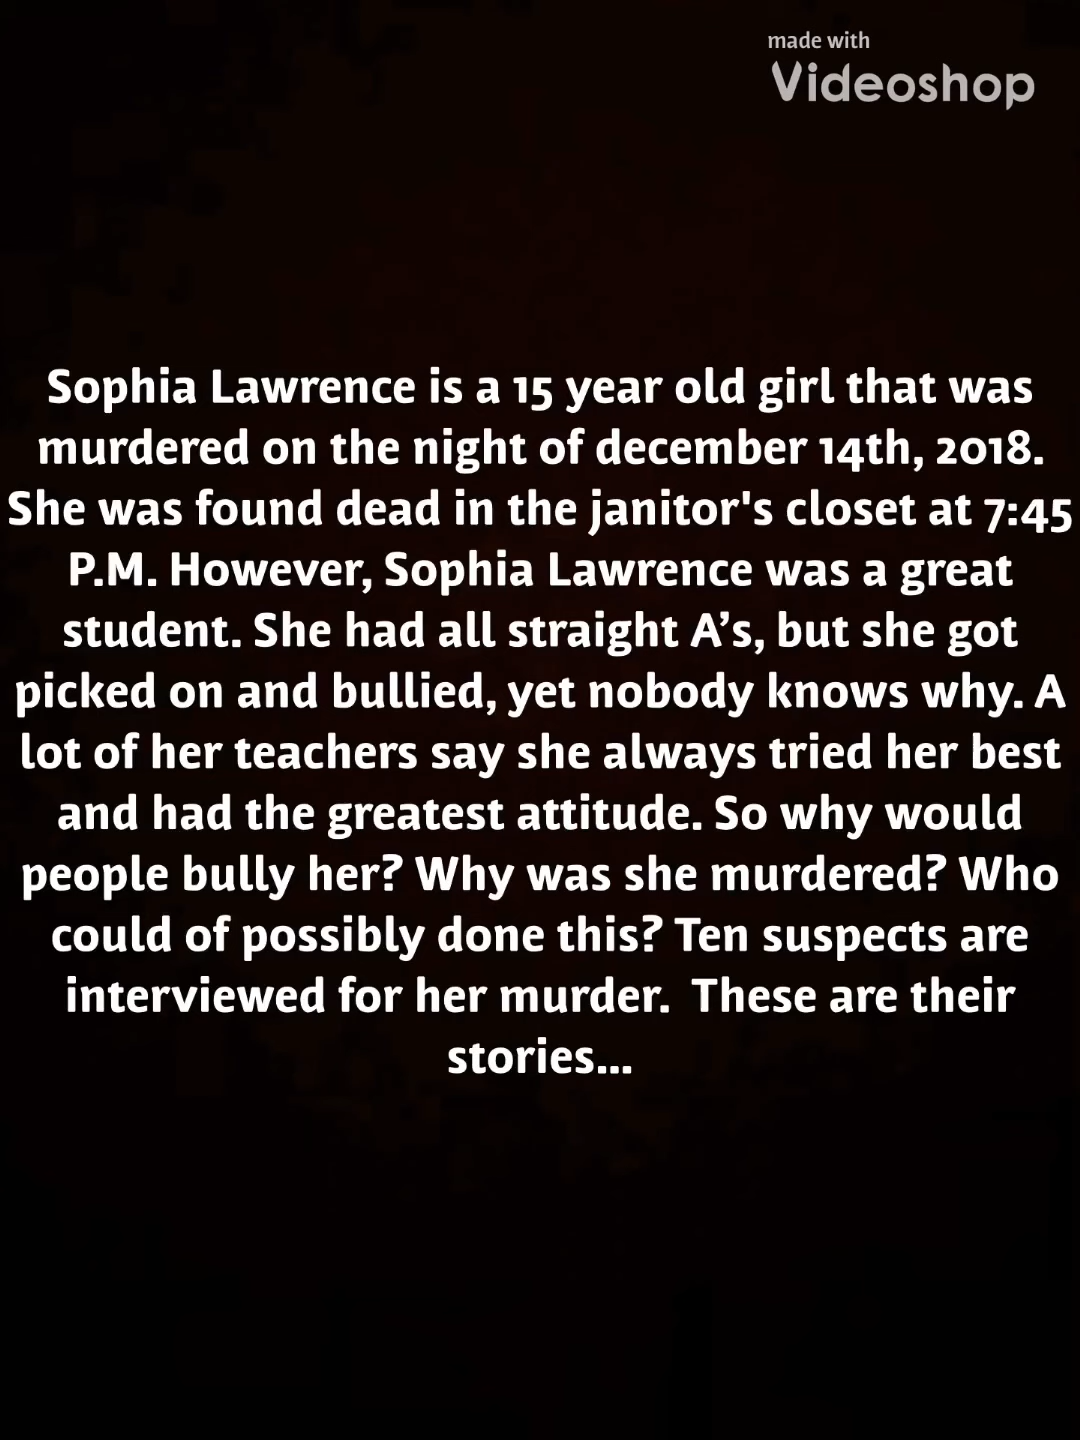 made with
Videoshop
Sophia Lawrence is a 15 year old girl that was
murdered on the night of december 14th, 2018.
She was found dead in the janitor's closet at 7:45
P.M. However, Sophia Lawrence was a great
student. She had all straight A’s, but she got
picked on and bullied, yet nobody knows why. A
lot of her teachers say she always tried her best
and had the greatest attitude. So why would
people bully her? Why was she murdered? Who
could of possibly done this? Ten suspects are
interviewed for her murder.  These are their
stories...